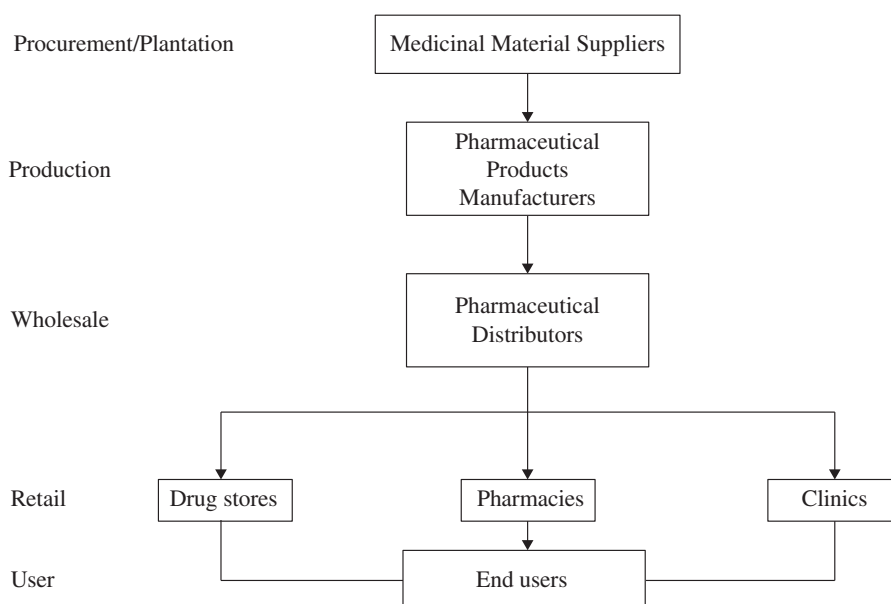 Procurement/Plantation
Medicinal Material Suppliers
Production
Pharmaceutical
Products
Manufacturers
Wholesale
Pharmaceutical
Distributors
Retail
Drug stores
Pharmacies
Clinics
User
End users